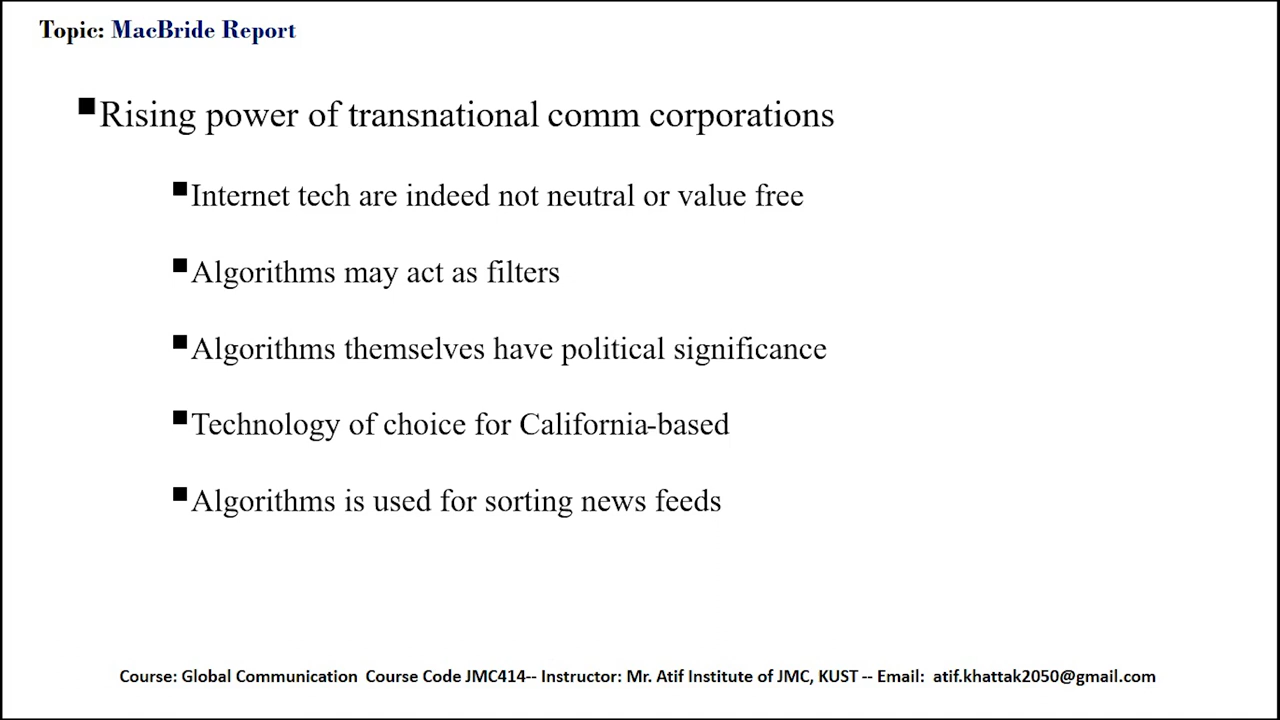 Topic: MacBride Report
▪Rising power of transnational comm corporations
▪Internet tech are indeed not neutral or value free
▪Algorithms may act as filters
▪Algorithms themselves have political significance
▪Technology of choice for California-based
▪Algorithms is used for sorting news feeds
Course: Global Communication Course Code JMC414-- Instructor: Mr. Atif Institute of JMC, KUST -- Email: atif.khattak2050@gmail.com